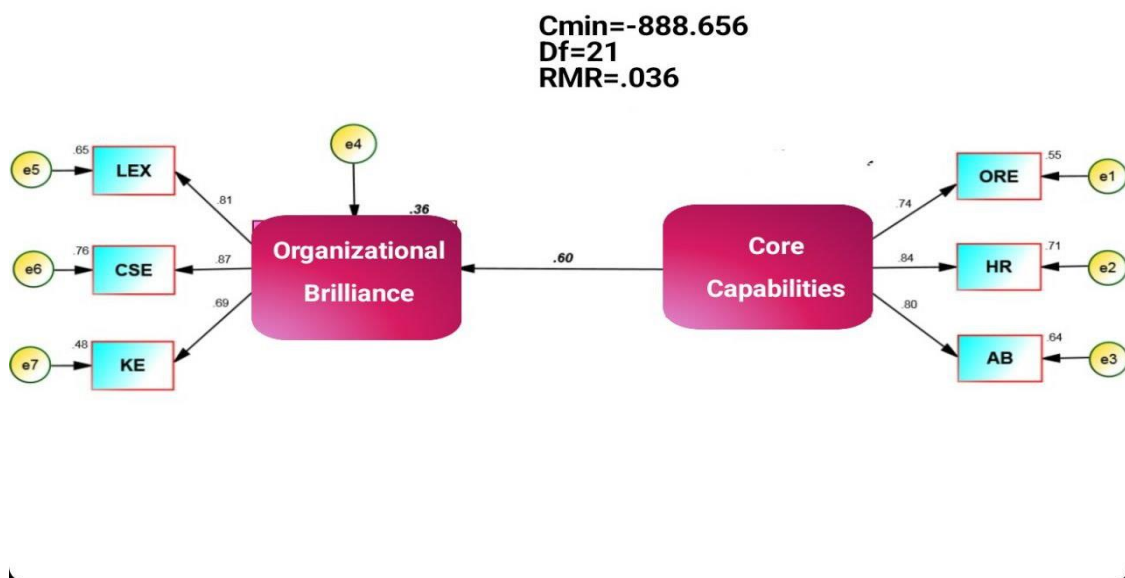 Cmin=-888.656
Df=21
RMR=.036
e4
e5
.65
LEX
.81
.36
Organizational
Brilliance
e6
.76
CSE
.87
e7
.48
KE
.69
.60
Core
Capabilities
.74
ORE
.55
e1
.84
HR
.71
e2
.80
AB
.64
e3